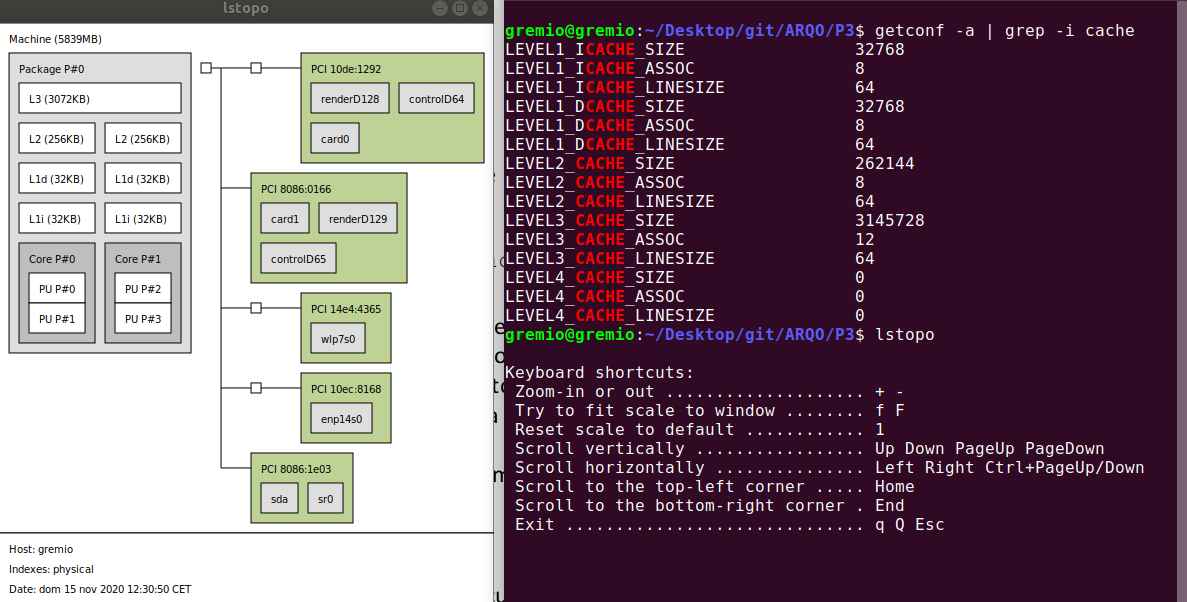 lstopo
Machine (5839MB)
Package P#0
L3 (3072KB)
L2 (256KB) L2 (256KB)
L1d (32KB) L1d (32KB)
L1i (32KB) L1i (32KB)
Core P#0 Core P#1
PU P#0 PU P#2
PU P#1 PU P#3
PCI 10de:1292
renderD128 controlD64
card0
PCI 8086:0166
card1 renderD129
controlD65
PCI 14e4:4365
wlp7s0
PCI 10ec:8168
enp14s0
PCI 8086:1e03
sda sr0
Host: gremio
Indexes: physical
Date: dom 15 nov 2020 12:30:50 CET
gremio@gremio:~/Desktop/git/ARQO/P3$ getconf -a | grep -i cache
LEVEL1_ICACHE_SIZE 32768
LEVEL1_ICACHE_ASSOC 8
LEVEL1_ICACHE_LINESIZE 64
LEVEL1_DCACHE_SIZE 32768
LEVEL1_DCACHE_ASSOC 8
LEVEL1_DCACHE_LINESIZE 64
LEVEL2_CACHE_SIZE 262144
LEVEL2_CACHE_ASSOC 8
LEVEL2_CACHE_LINESIZE 64
LEVEL3_CACHE_SIZE 3145728
LEVEL3_CACHE_ASSOC 12
LEVEL3_CACHE_LINESIZE 64
LEVEL4_CACHE_SIZE 0
LEVEL4_CACHE_ASSOC 0
LEVEL4_CACHE_LINESIZE 0
gremio@gremio:~/Desktop/git/ARQO/P3$ lstopo
Keyboard shortcuts:
Zoom-in or out .................... + -
Try to fit scale to window ........ f F
Reset scale to default ............ 1
Scroll vertically ................. Up Down PageUp PageDown
Scroll horizontally ............... Left Right Ctrl+PageUp/Down
Scroll to the top-left corner ..... Home
Scroll to the bottom-right corner . End
Exit .............................. q Q Esc